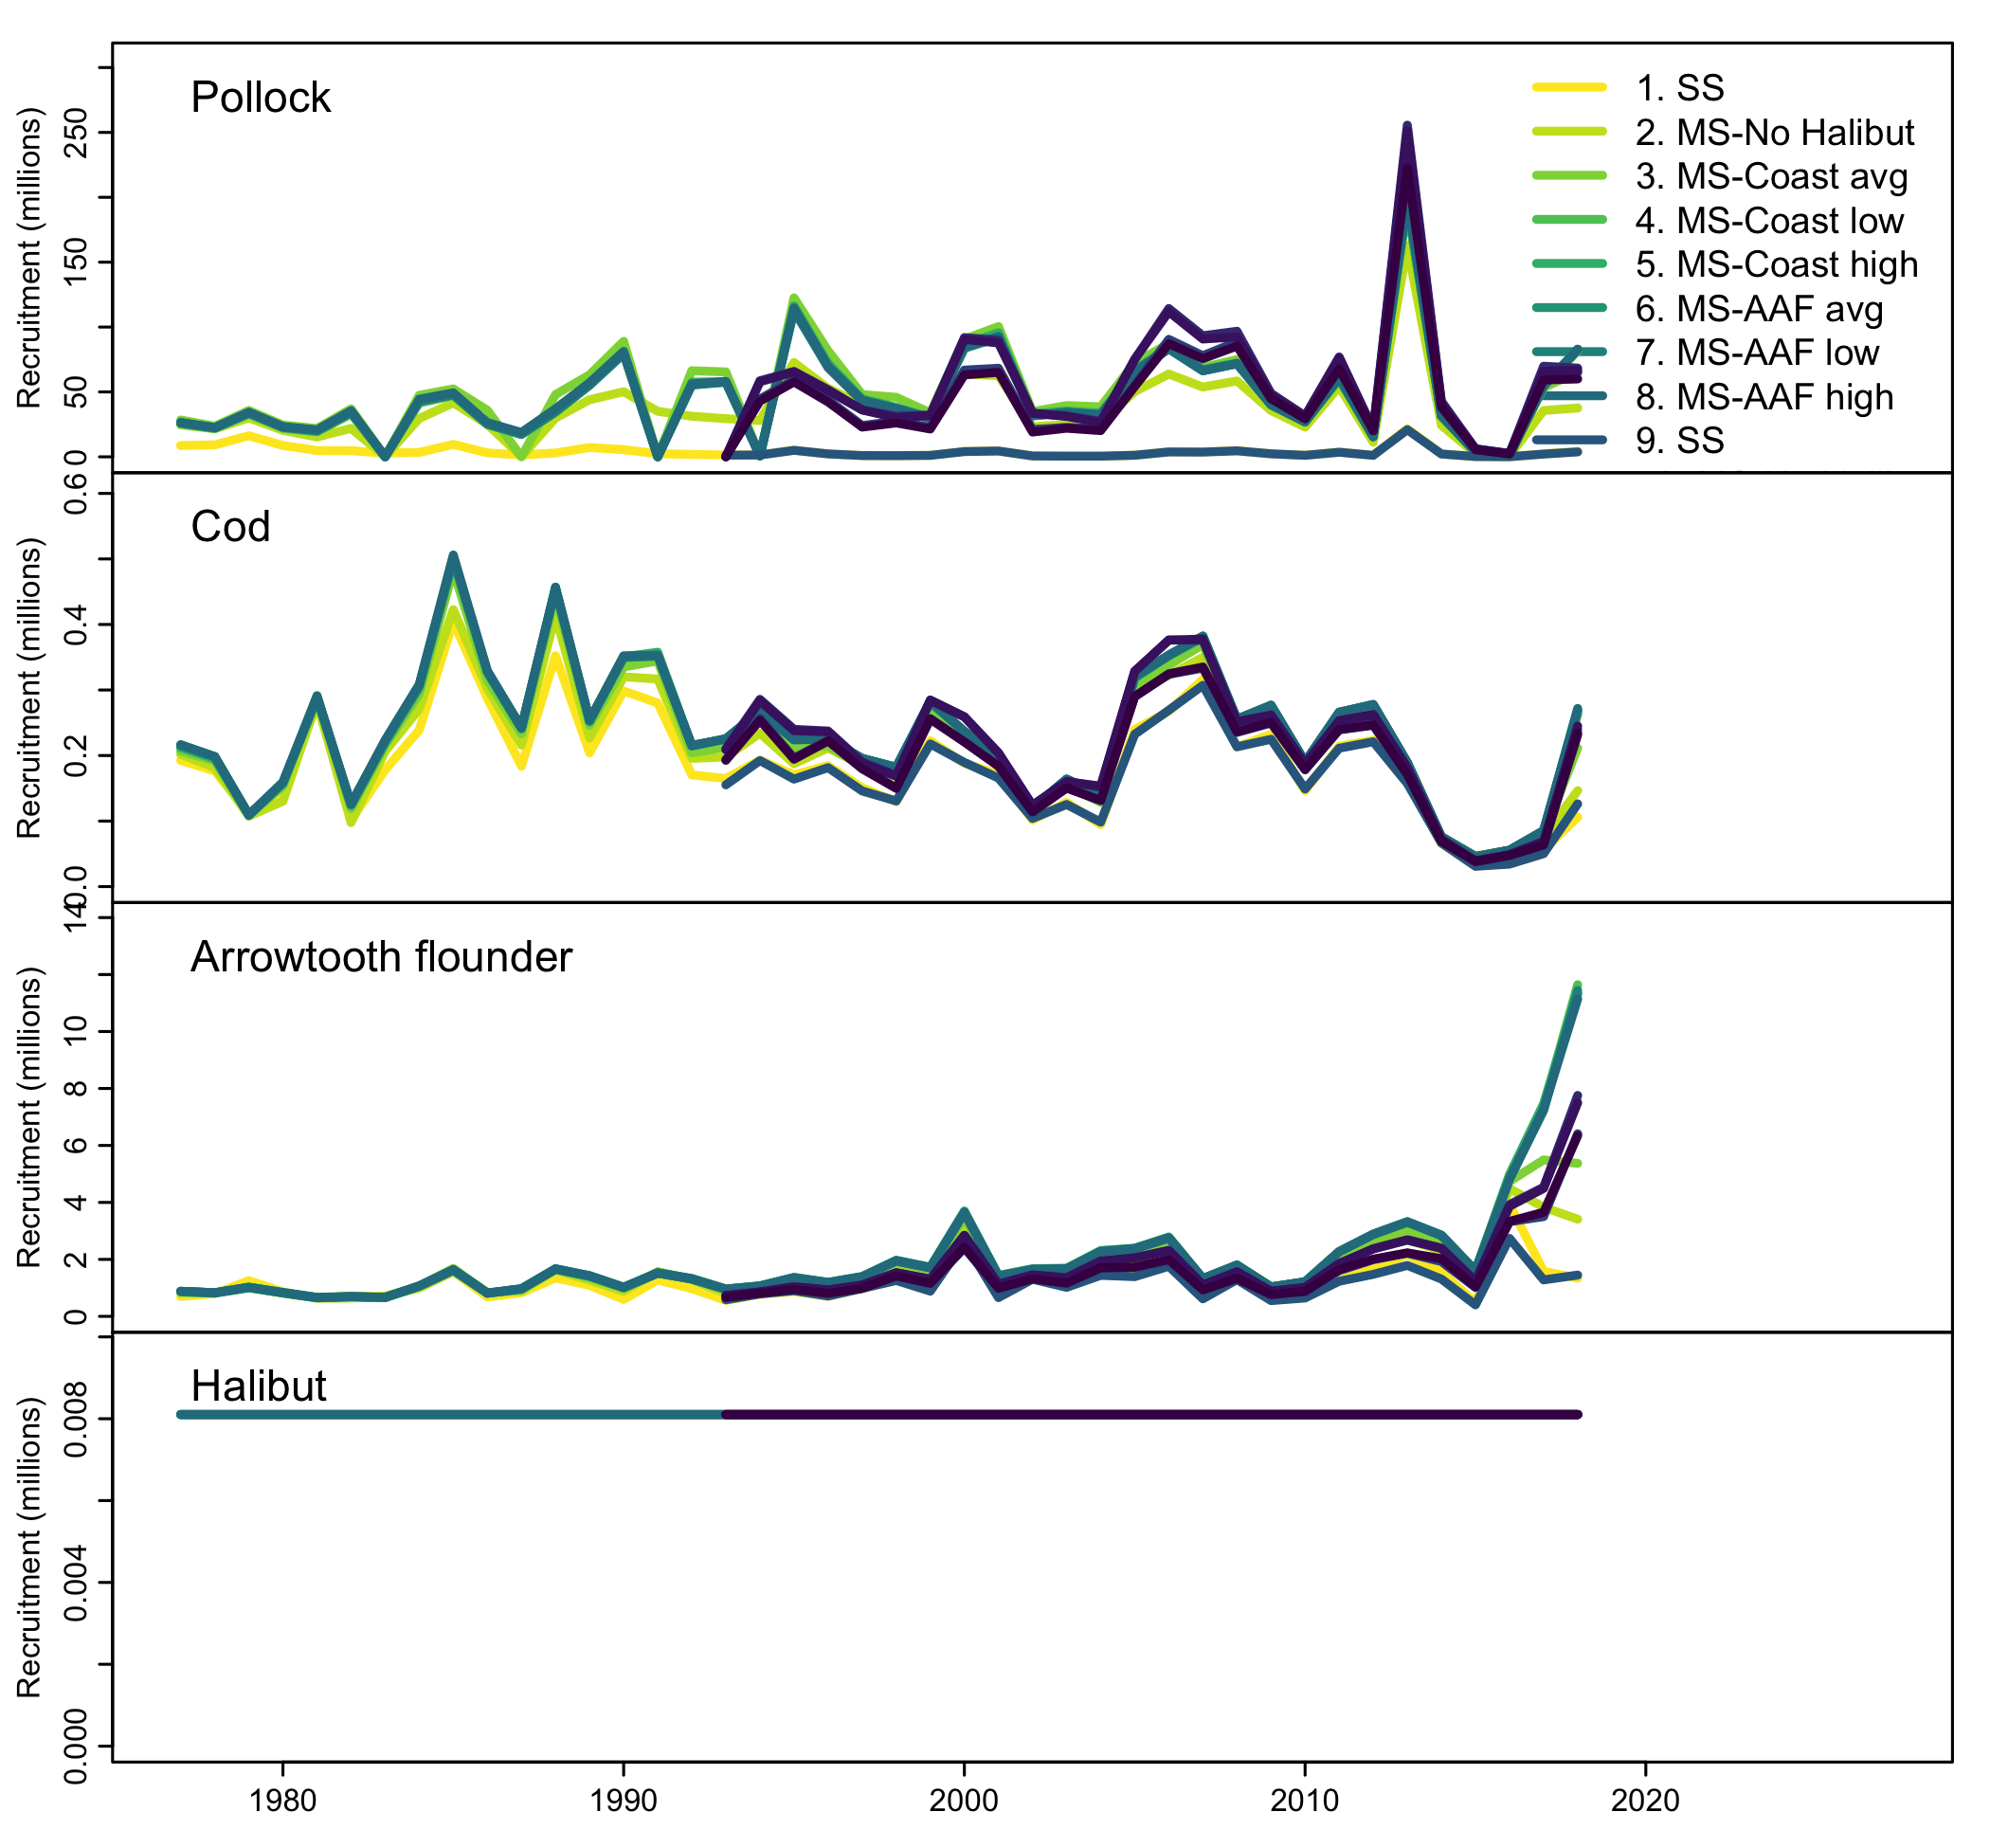 Pollock
1. SS
2. MS-No Halibut
3. MS-Coast avg
4. MS-Coast low
5. MS-Coast high
6. MS-AAF avg
7. MS-AAF low
8. MS-AAF high
9. SS
Recruitment (millions)
0
50
150
250
Cod
Recruitment (millions)
0.0
0.2
0.4
0.6
Arrowtooth flounder
Recruitment (millions)
0
2
4
6
8
10
14
Halibut
Recruitment (millions)
0.000
0.004
0.008
1980
1990
2000
2010
2020